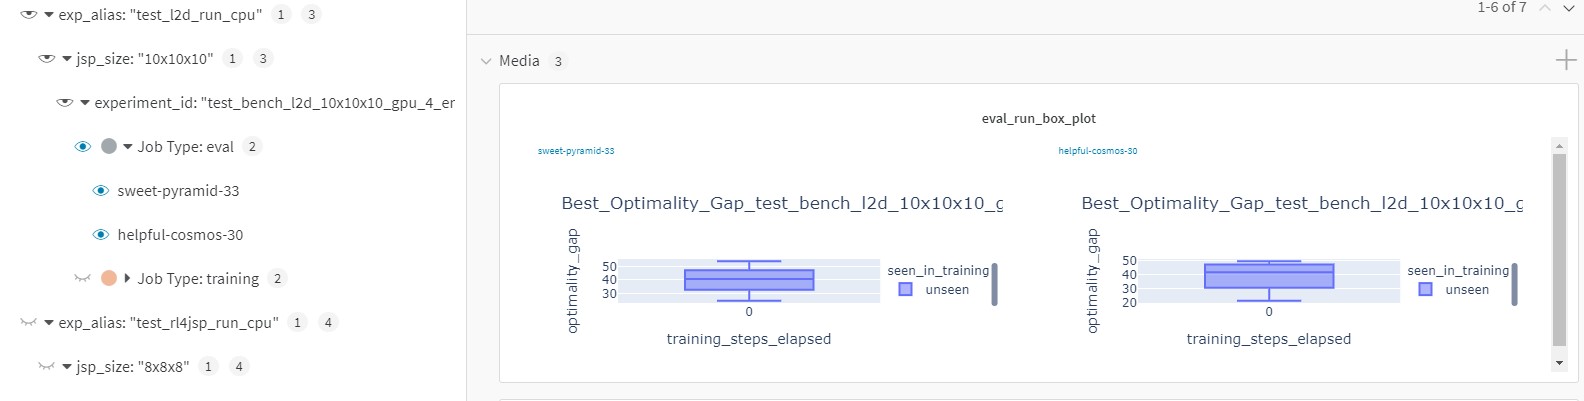 exp_alias: "test_l2d_run_cpu" 1 3
jsp_size: "10x10x10" 1 3
experiment_id: "test_bench_l2d_10x10x10_gpu_4_er
Job Type: eval 2
sweet-pyramid-33
helpful-cosmos-30
Job Type: training 2
exp_alias: "test_rl4jsp_run_cpu" 1 4
jsp_size: "8x8x8" 1 4
1-6 of 7
Media 3
eval_run_box_plot
sweet-pyramid-33
Best_Optimality_Gap_test_bench_l2d_10x10x10_g
optimality_gap
50
40
30
0
training_steps_elapsed
seen_in_training
unseen
helpful-cosmos-30
Best_Optimality_Gap_test_bench_l2d_10x10x10_g
optimality_gap
50
40
30
20
0
training_steps_elapsed
seen_in_training
unseen